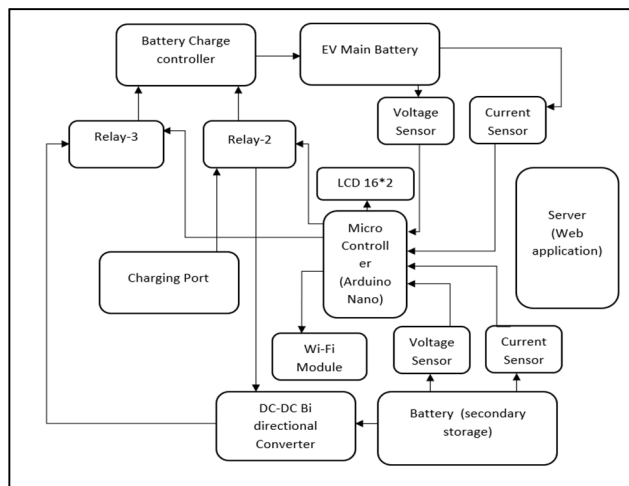 Battery Charge
controller
EV Main Battery
Voltage
Sensor
Current
Sensor
Relay-3
Relay-2
LCD 16*2
Micro
Controll
er
(Arduino
Nano)
Server
(Web
application)
Charging Port
Wi-Fi
Module
Voltage
Sensor
Current
Sensor
DC-DC Bi
directional
Converter
Battery (secondary
storage)